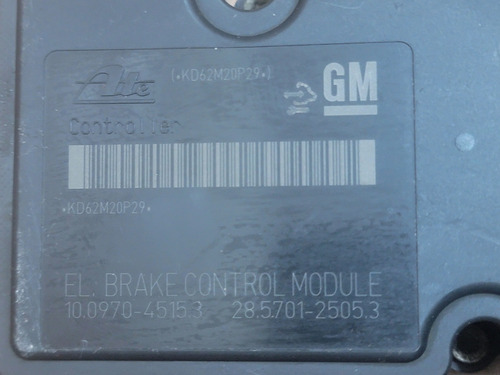 Ate
(*KD62M20P29*)
GM
Controller
*KD62M20P29*
EL. BRAKE CONTROL MODULE
10.0970-4515.3 28.5701-2505.3